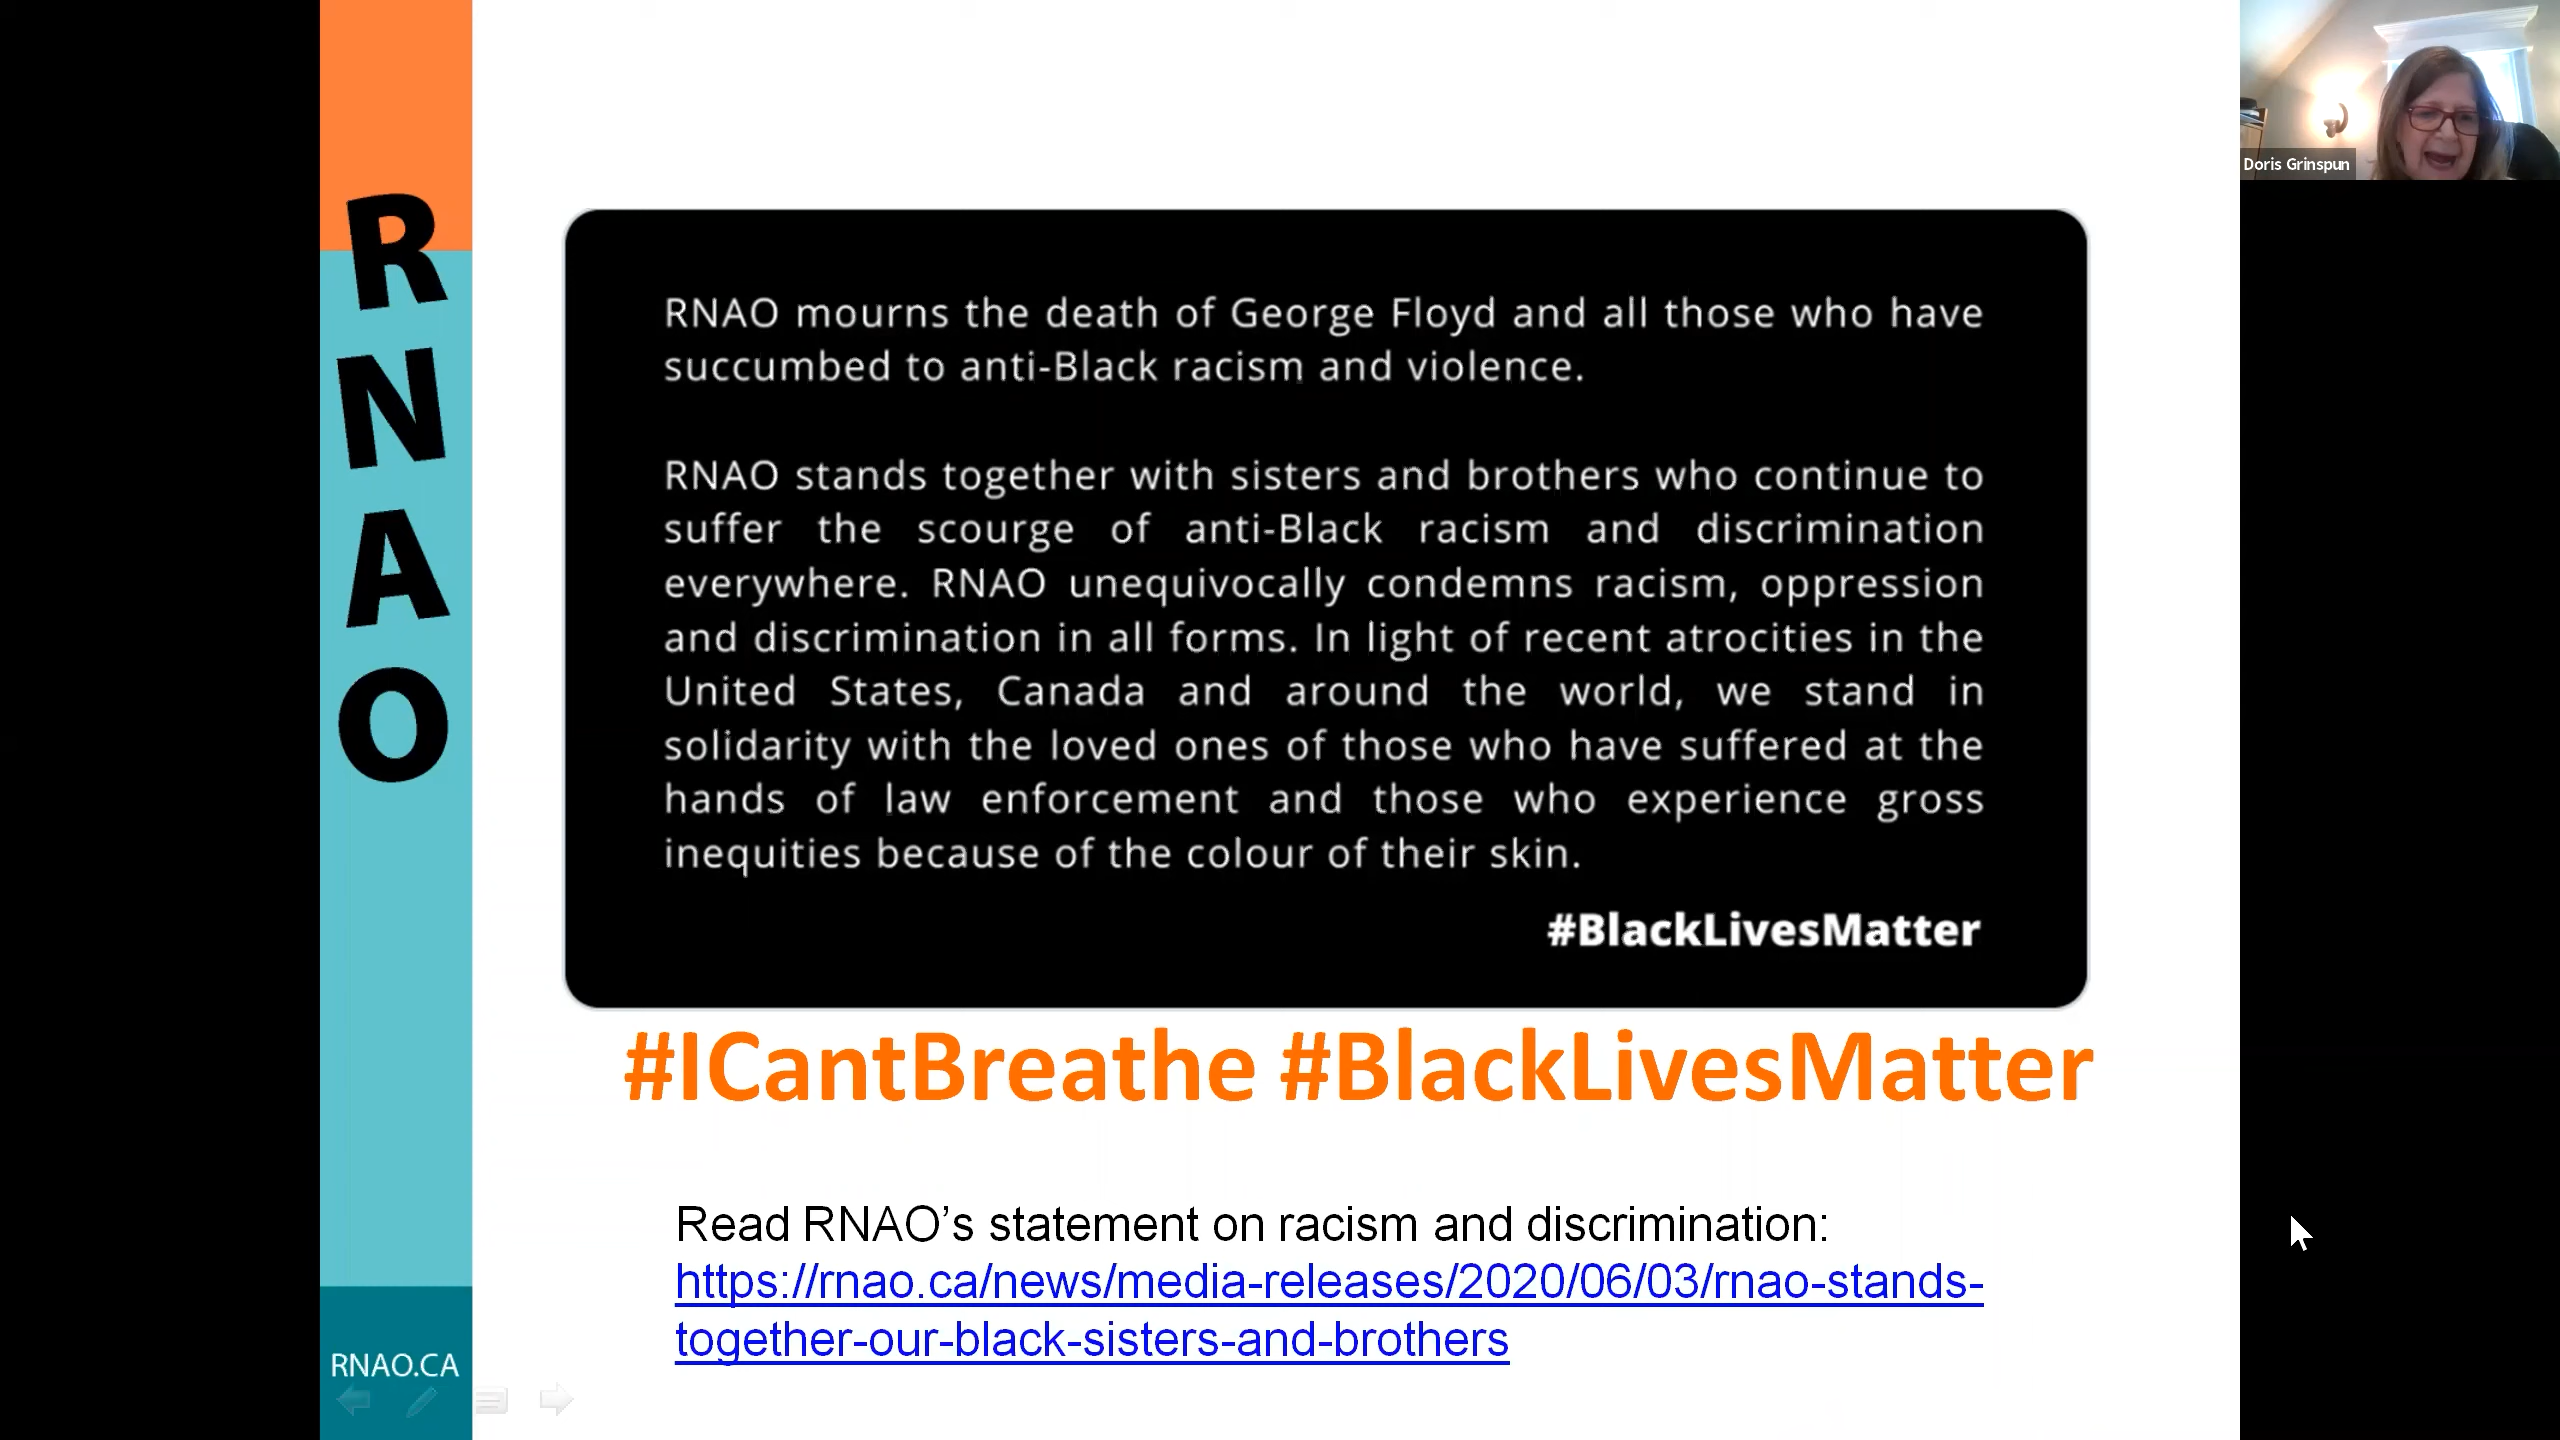 RNAO
RNAO mourns the death of George Floyd and all those who have
succumbed to anti-Black racism and violence.
RNAO stands together with sisters and brothers who continue to
suffer the scourge of anti-Black racism and discrimination
everywhere. RNAO unequivocally condemns racism, oppression
and discrimination in all forms. In light of recent atrocities in the
United States, Canada and around the world, we stand in
solidarity with the loved ones of those who have suffered at the
hands of law enforcement and those who experience gross
inequities because of the colour of their skin.
#BlackLivesMatter
#ICantBreathe #BlackLivesMatter
Read RNAO’s statement on racism and discrimination:
https://rnao.ca/news/media-releases/2020/06/03/rnao-stands-
together-our-black-sisters-and-brothers
RNAO.CA
Doris Grinspun